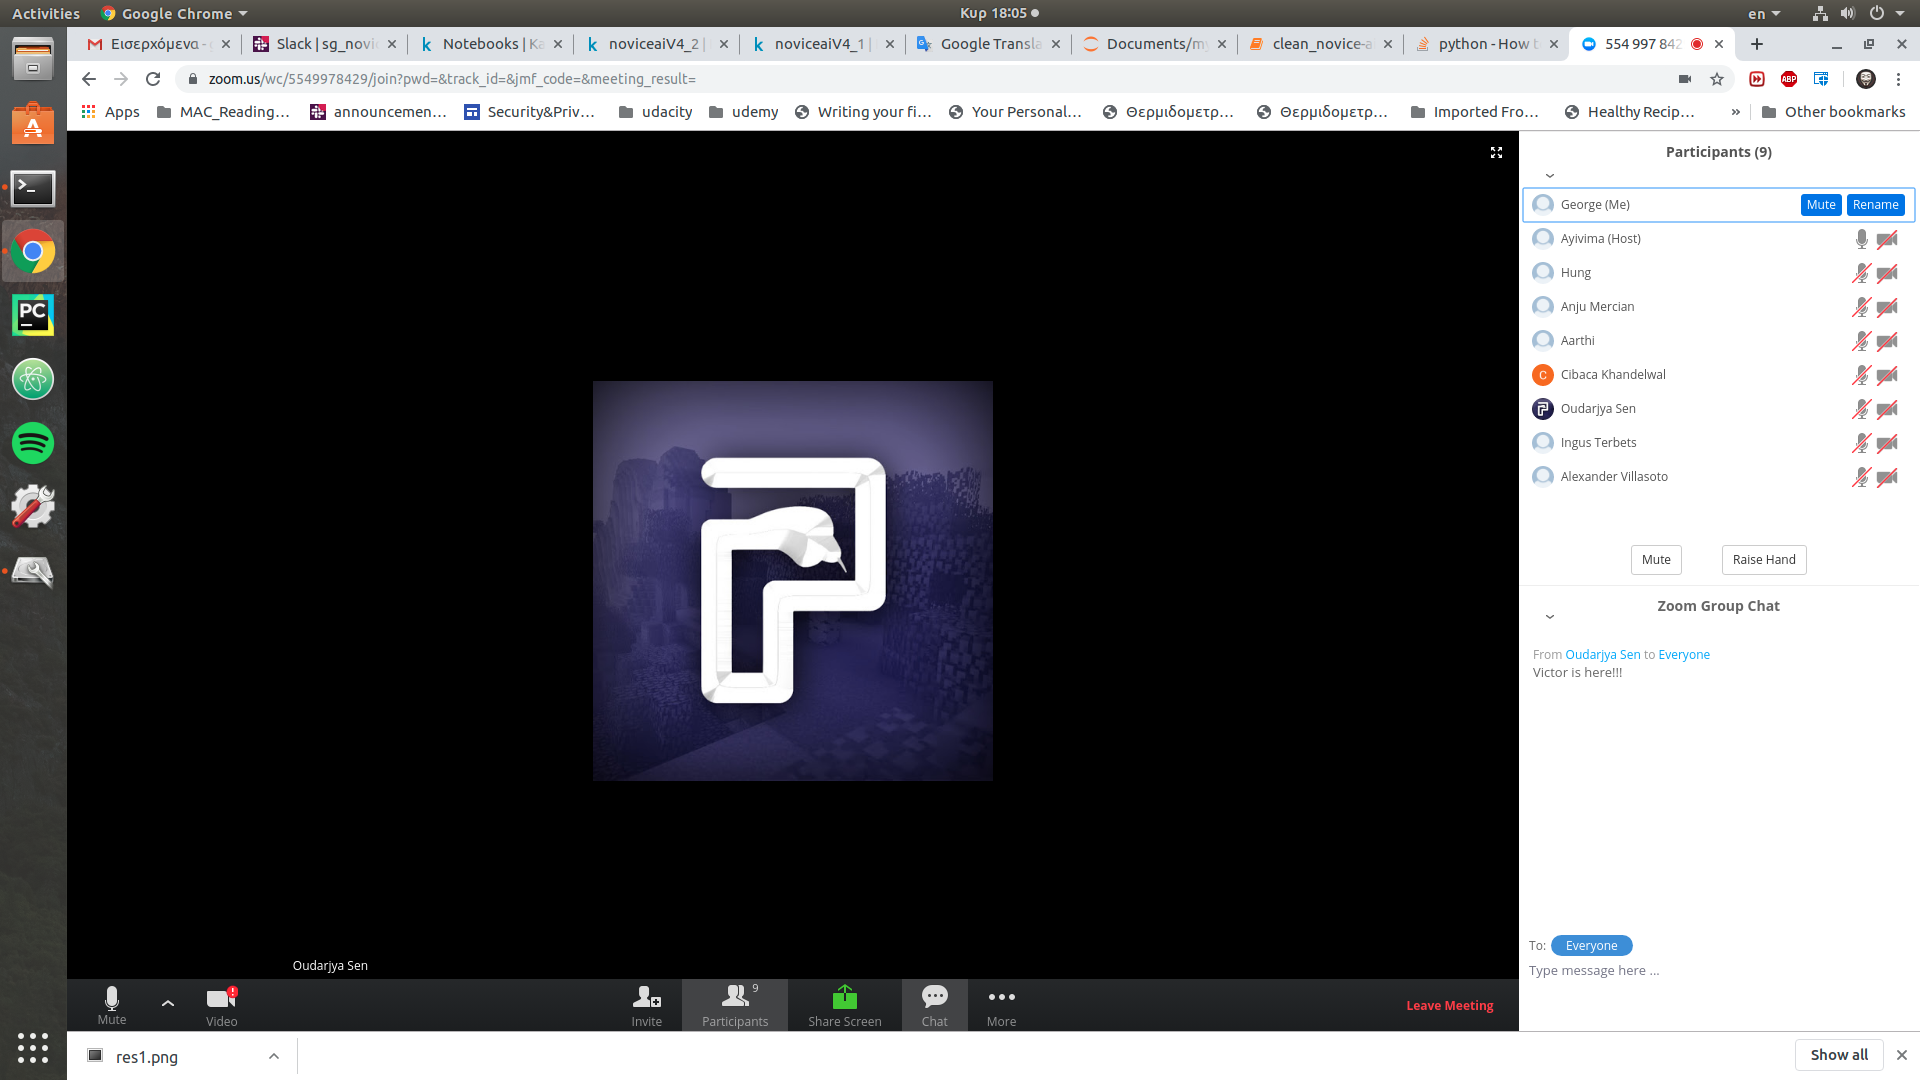 Activities Google Chrome Κυρ 18:05 en
Εισερχόμενα - Slack | sg_novi Notebooks | Ka noviceaiV4_2 | noviceaiV4_1 | Google Transla Documents/my clean_novice-a python - How t 554 997 842
zoom.us/wc/5549978429/join?pwd=&track_id=&jmf_code=&meeting_result= ABP
Apps MAC_Reading... announcemen... Security&Priv... udacity udemy Writing your fi... Your Personal... Θερμιδομετρ... Θερμιδομετρ... Imported Fro... Healthy Recip... » Other bookmarks
Participants (9)
George (Me) Mute Rename
Ayivima (Host)
Hung
Anju Mercian
Aarthi
C Cibaca Khandelwal
Oudarjya Sen
Ingus Terbets
Alexander Villasoto
Mute Raise Hand
Zoom Group Chat
From Oudarjya Sen to Everyone
Victor is here!!!
To: Everyone
Type message here ...
PC
Oudarjya Sen
Mute Video Invite Participants 9 Share Screen Chat More Leave Meeting
res1.png Show all